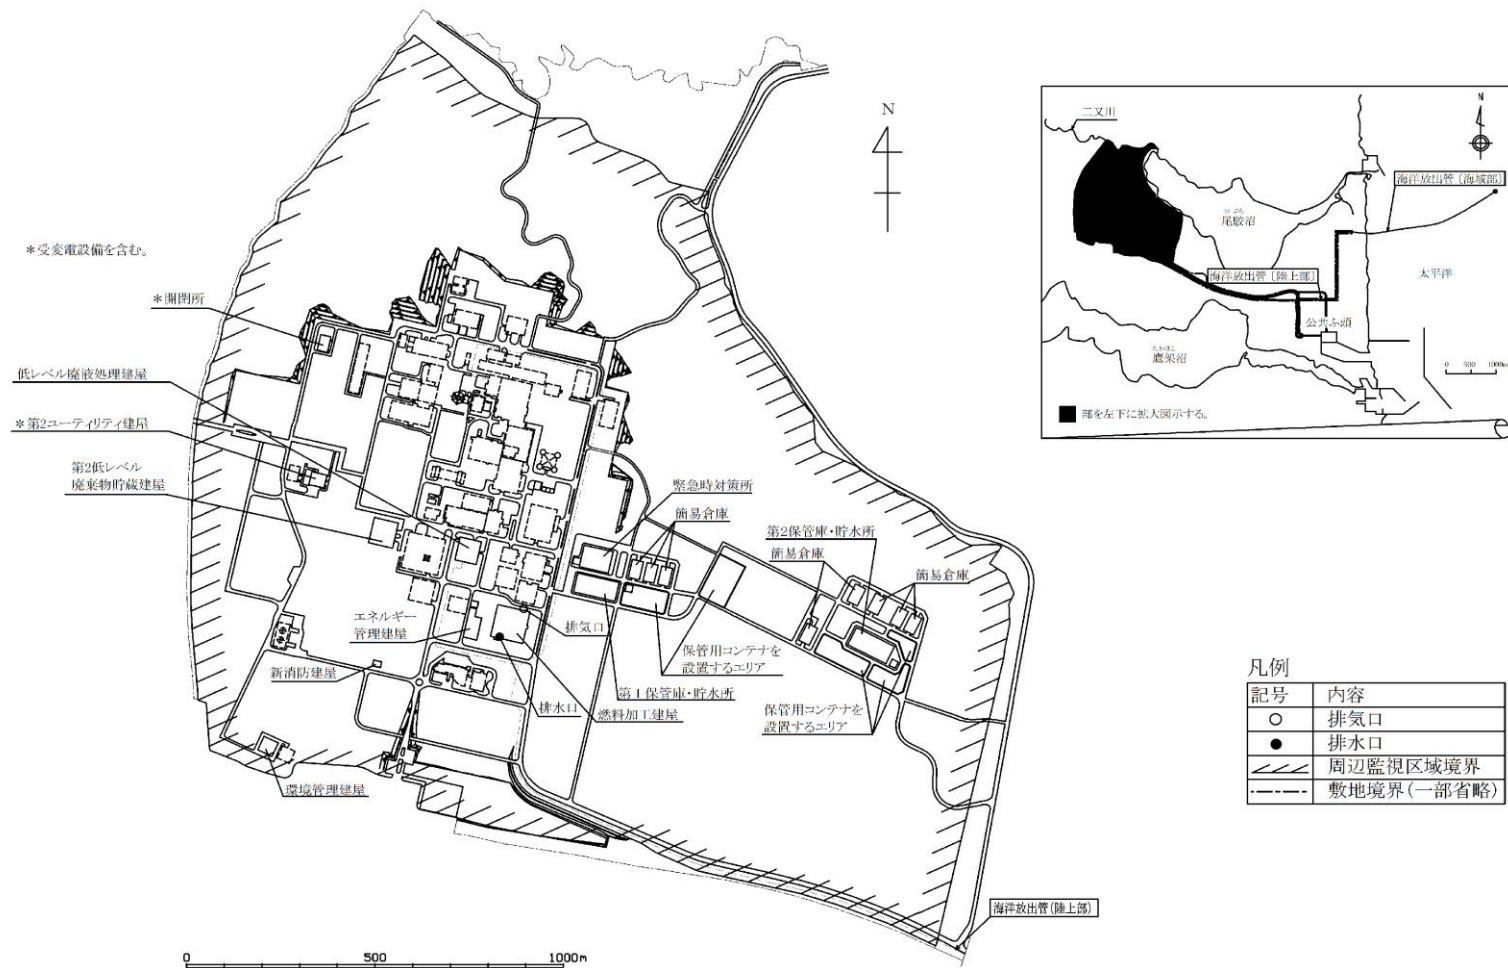 N
＊受変電設備を含む。
＊開閉所
低レベル廃液処理建屋
＊第2ユーティリティ建屋
第2低レベル
廃棄物貯蔵建屋
緊急時対策所
簡易倉庫
第2保管庫・貯水所
簡易倉庫
簡易倉庫
エネルギー
管理建屋
排気口
保管用コンテナを
設置するエリア
新消防建屋
第1保管庫・貯水所
排水口
燃料加工建屋
保管用コンテナを
設置するエリア
環境管理建屋
海洋放出管(陸上部)
0 500 1000m
二又川
N
海洋放出管〔海域部〕
尾駮沼
海洋放出管〔陸上部〕
太平洋
公共ふ頭
たかほこ
鷹架沼
0 500 1000m
部を左下に拡大図示する。
凡例
記号 内容
排気口
排水口
周辺監視区域境界
敷地境界(一部省略)